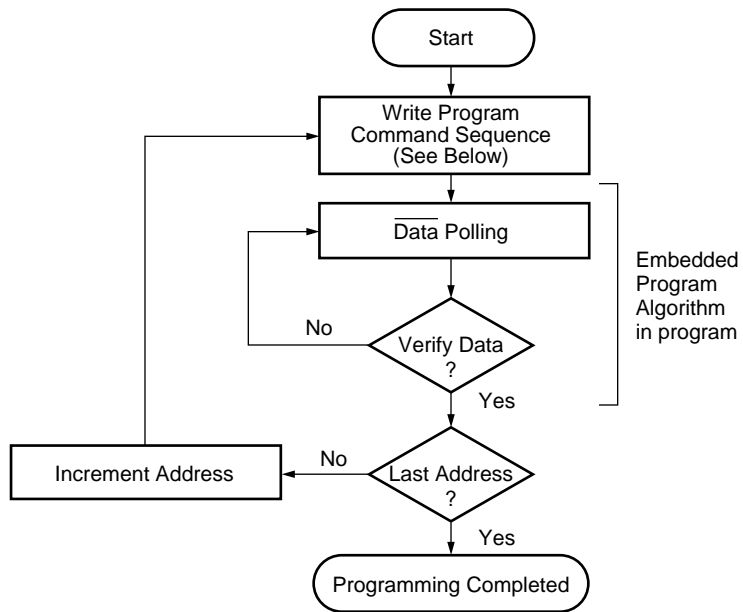 Start
Write Program
Command Sequence
(See Below)
Data Polling
Embedded
Program
Algorithm
in program
No
Verify Data
?
Yes
Increment Address
No
Last Address
?
Yes
Programming Completed